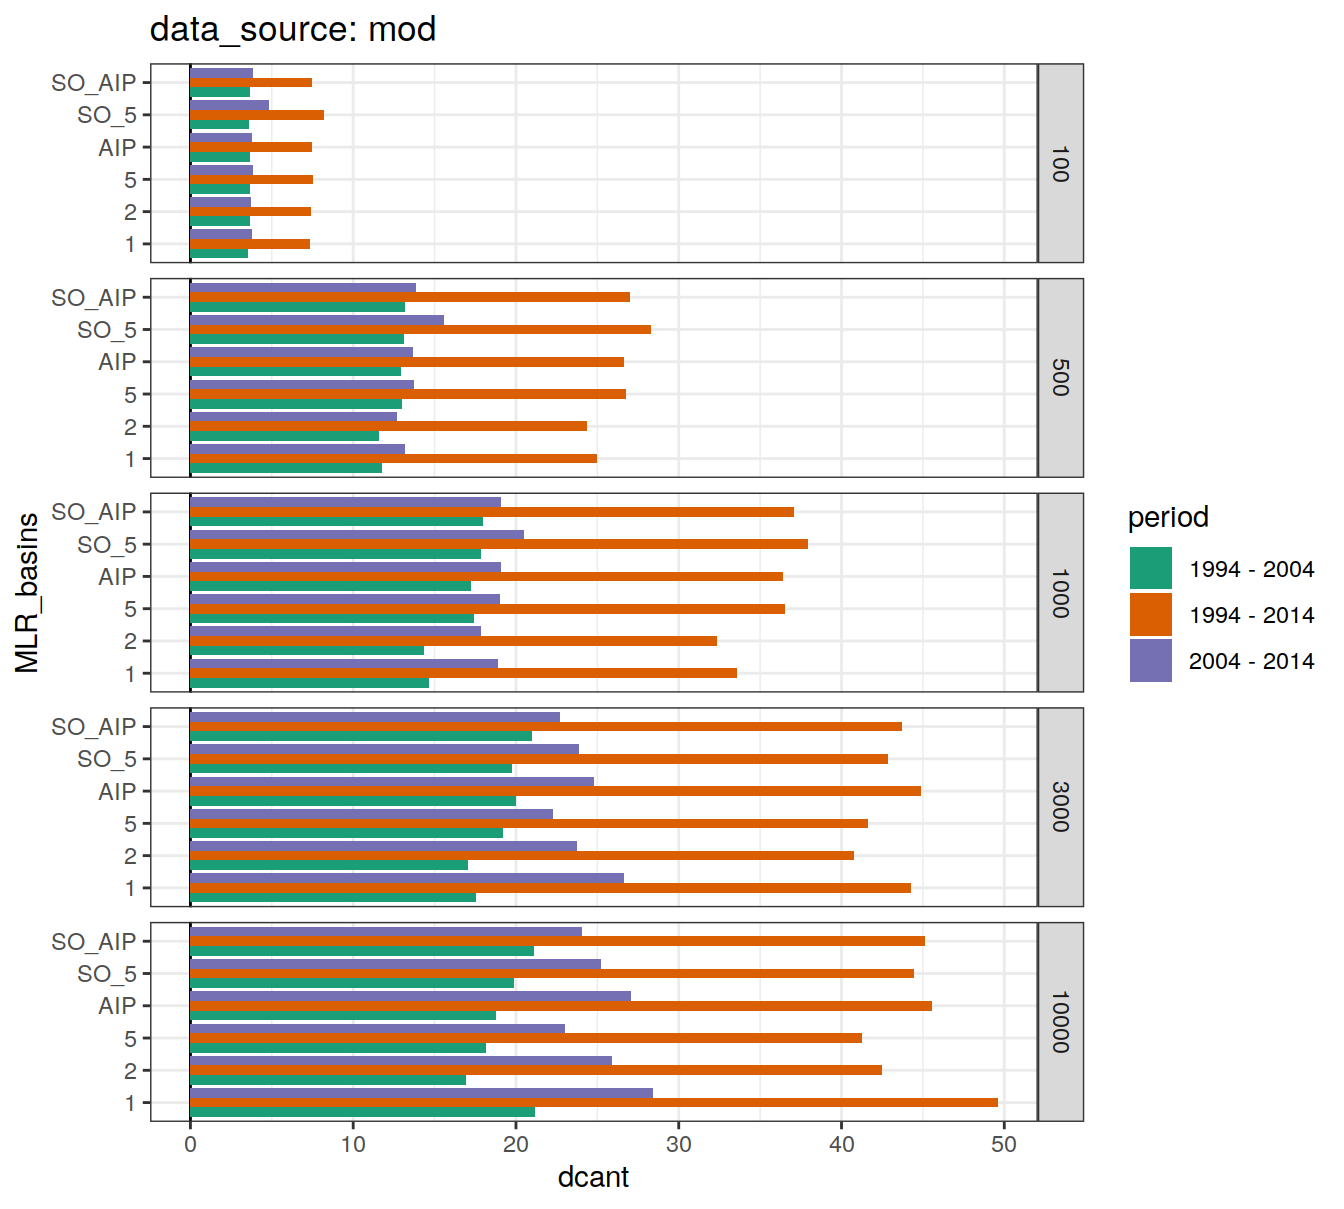 data_source: mod
SO_AIP
SO_5
AIP
5
2
1
100
SO_AIP
SO_5
AIP
5
2
1
500
SO_AIP
SO_5
AIP
5
2
1
1000
SO_AIP
SO_5
AIP
5
2
1
3000
SO_AIP
SO_5
AIP
5
2
1
10000
0 10 20 30 40 50
dcant
MLR_basins
period
1994 - 2004
1994 - 2014
2004 - 2014